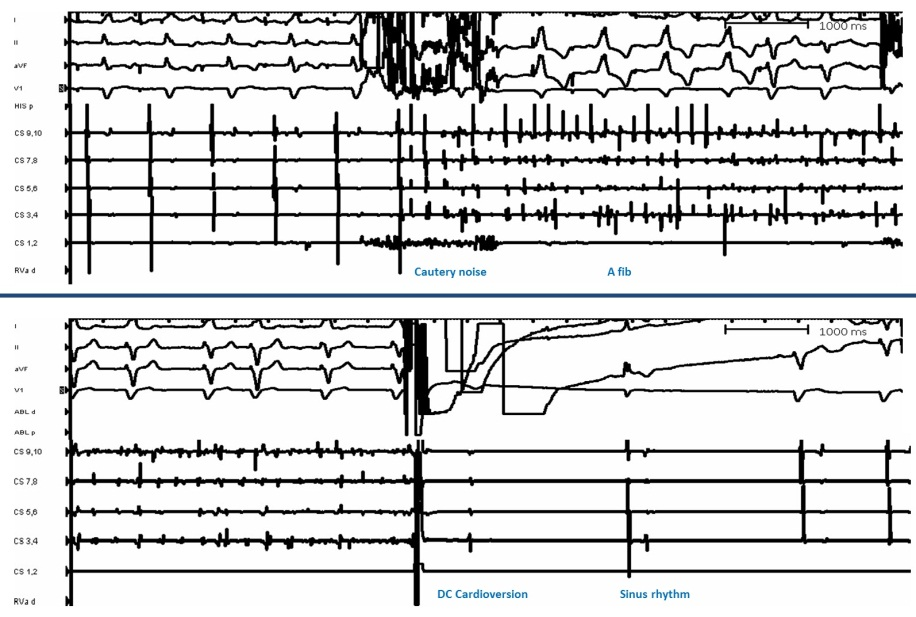 I
II
aVF
V1
HIS p
CS 9,10
CS 7,8
CS 5,6
CS 3,4
CS 1,2
RVa d
1000 ms
Cautery noise
A fib
I
II
aVF
V1
ABL d
ABL p
CS 9,10
CS 7,8
CS 5,6
CS 3,4
CS 1,2
RVa d
1000 ms
DC Cardioversion
Sinus rhythm